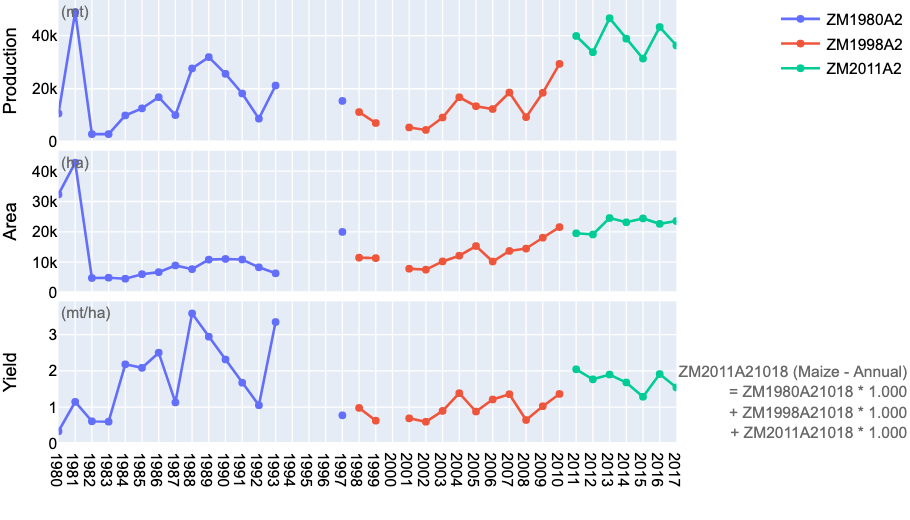 (mt)
Production
40k
20k
0
ZM1980A2
ZM1998A2
ZM2011A2
(ha)
Area
40k
30k
20k
10k
0
(mt/ha)
Yield
3
2
1
0
ZM2011A21018 (Maize - Annual)
= ZM1980A21018 * 1.000
+ ZM1998A21018 * 1.000
+ ZM2011A21018 * 1.000
1980
1981
1982
1983
1984
1985
1986
1987
1988
1989
1990
1991
1992
1993
1994
1995
1996
1997
1998
1999
2000
2001
2002
2003
2004
2005
2006
2007
2008
2009
2010
2011
2012
2013
2014
2015
2016
2017